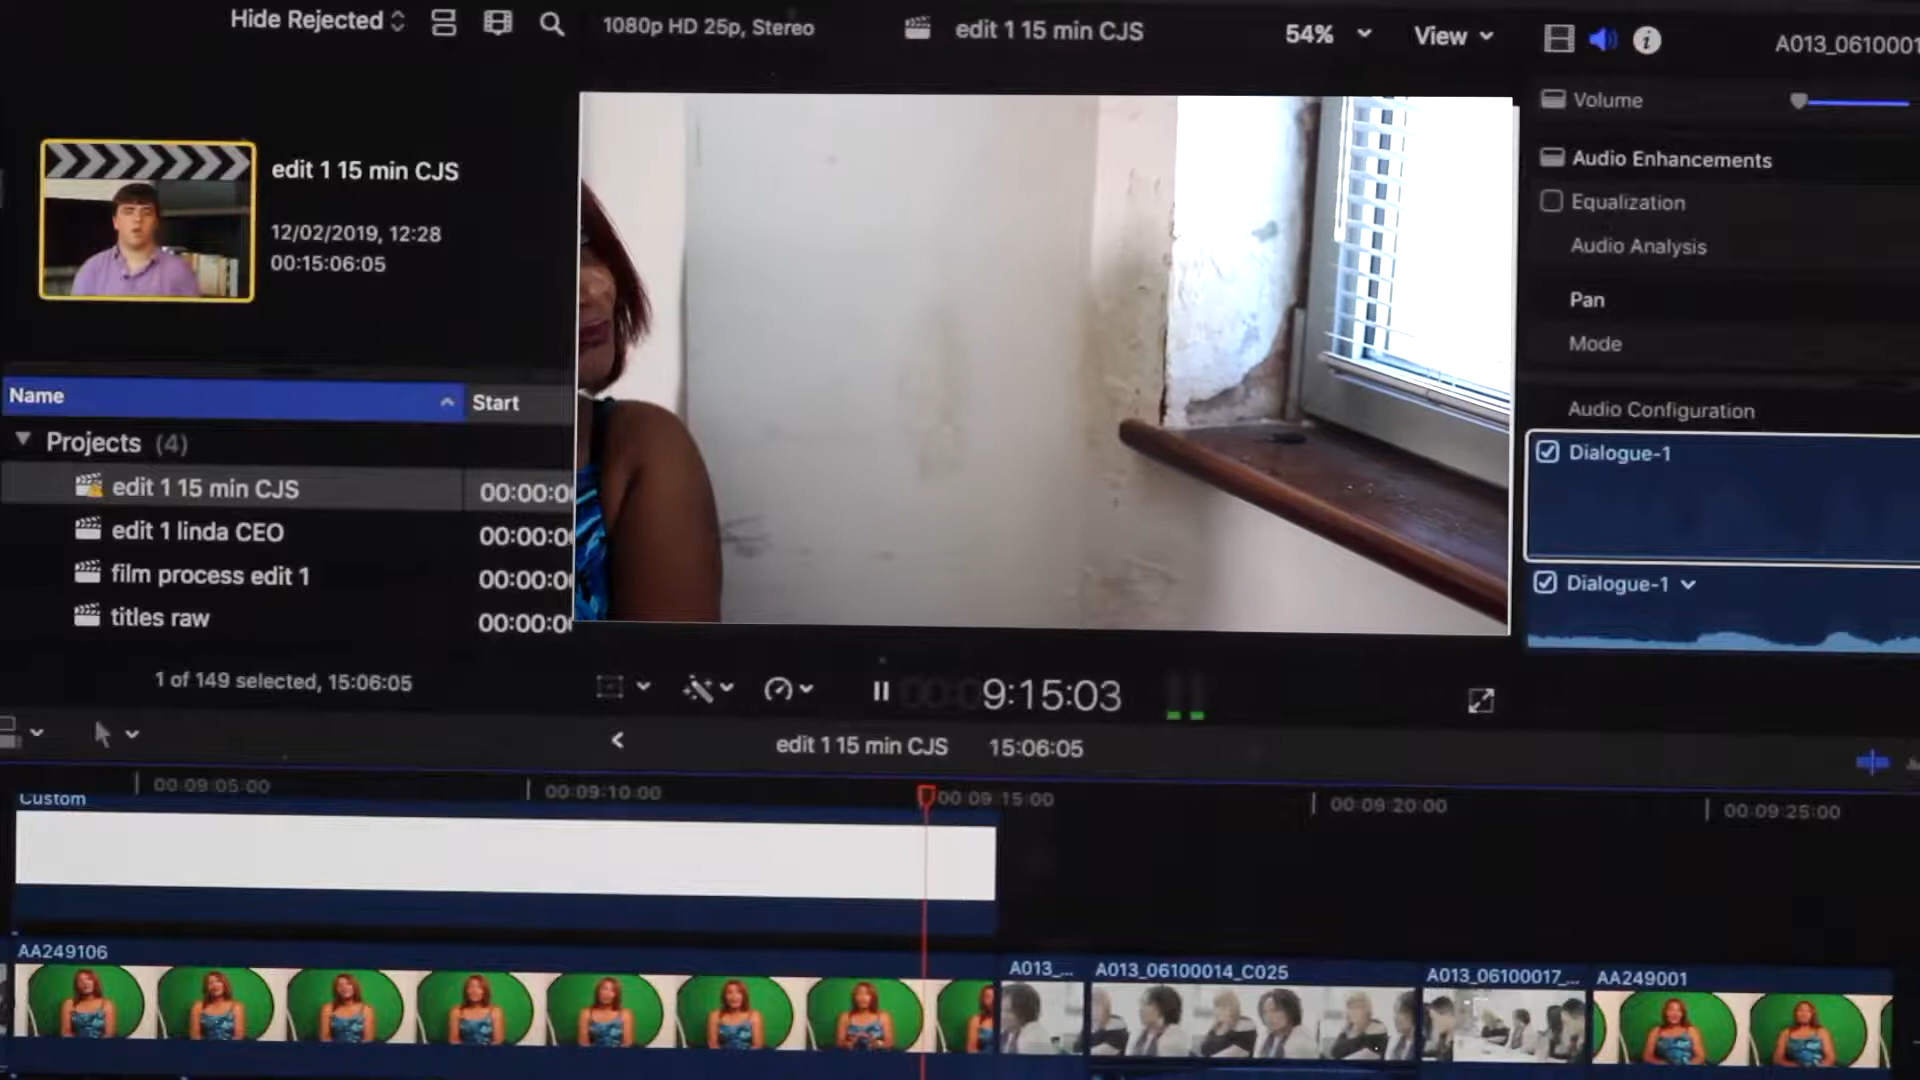 Hide Rejected
1080p HD 25p, Stereo
edit 1 15 min CJS
54%
View
A013_0610001
edit 1 15 min CJS
12/02/2019, 12:28
00:15:06:05
Name
Start
Projects (4)
edit 1 15 min CJS 00:00:0
edit 1 linda CEO 00:00:0
film process edit 1 00:00:0
titles raw 00:00:0
1 of 149 selected, 15:06:05
Volume
Audio Enhancements
Equalization
Audio Analysis
Pan
Mode
Audio Configuration
Dialogue-1
Dialogue-1
00:09:15:03
edit 1 15 min CJS 15:06:05
00:09:05:00 00:09:10:00 00:09:15:00 00:09:20:00 00:09:25:00
Custom
AA249106 A013_... A013_06100014_C025 A013_06100017_... AA249001